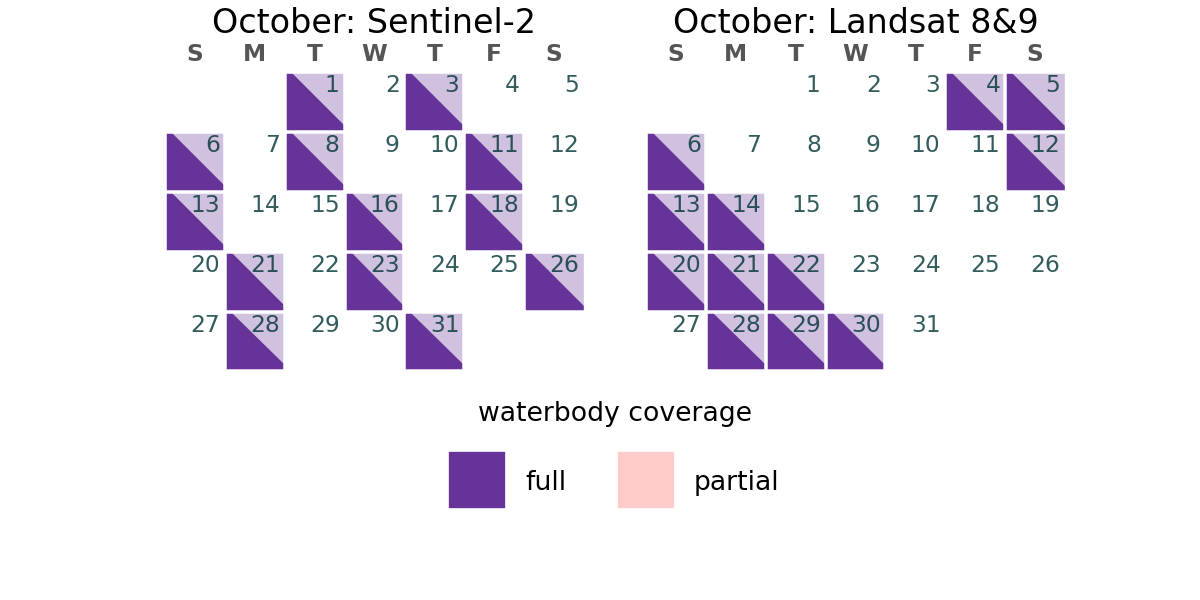 October: Sentinel-2
S M T W T F S
1 2 3 4 5
6 7 8 9 10 11 12
13 14 15 16 17 18 19
20 21 22 23 24 25 26
27 28 29 30 31
October: Landsat 8&9
S M T W T F S
1 2 3 4 5
6 7 8 9 10 11 12
13 14 15 16 17 18 19
20 21 22 23 24 25 26
27 28 29 30 31
waterbody coverage
full partial